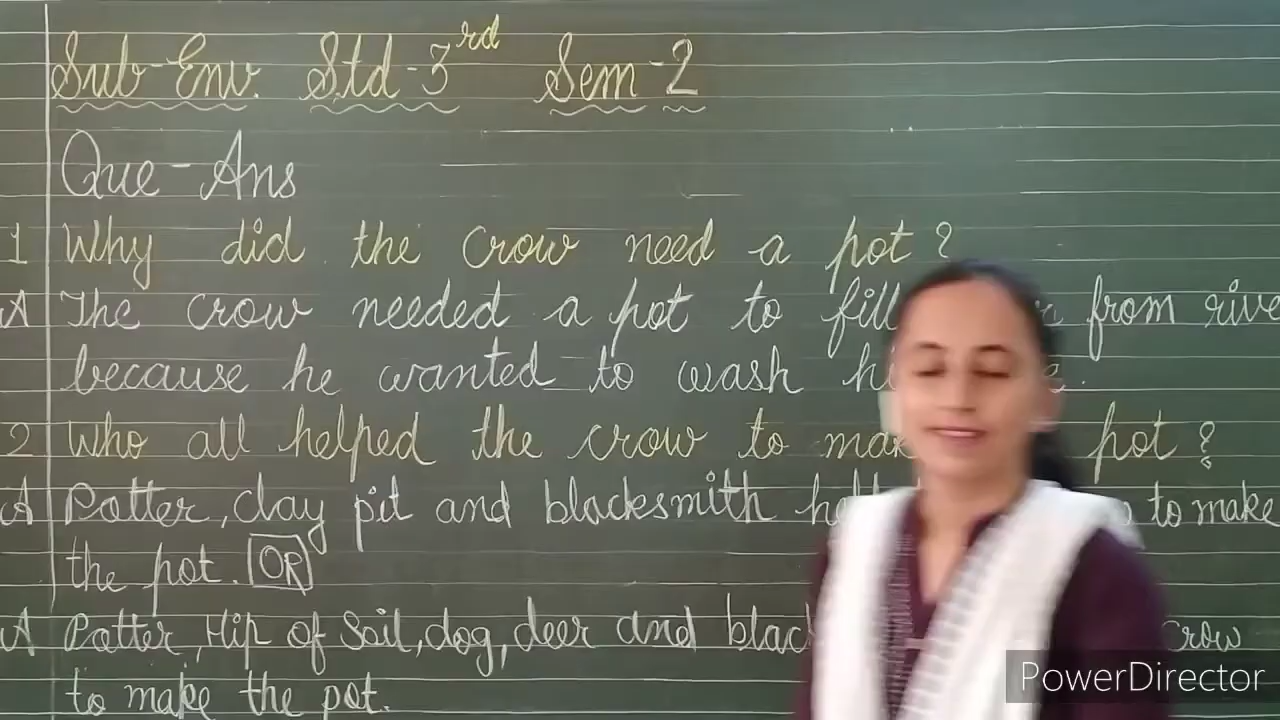 Sub-Env. Std-3rd Sem-2
Que-Ans
1 Why did the crow need a pot?
A The crow needed a pot to fill from rive
because he wanted to wash
2 Who all helped the crow to pot?
A Potter, clay pit and blacksmith to make
the pot. OR
A Potter, Hip of Soil, dog, deer and crow
to make the pot.
PowerDirector